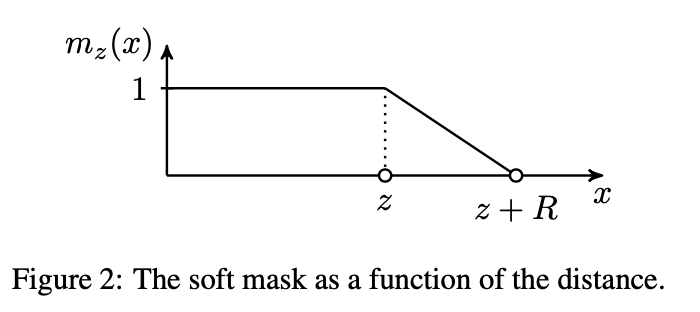 m_z(x)
1
z
z + R
x
Figure 2: The soft mask as a function of the distance.